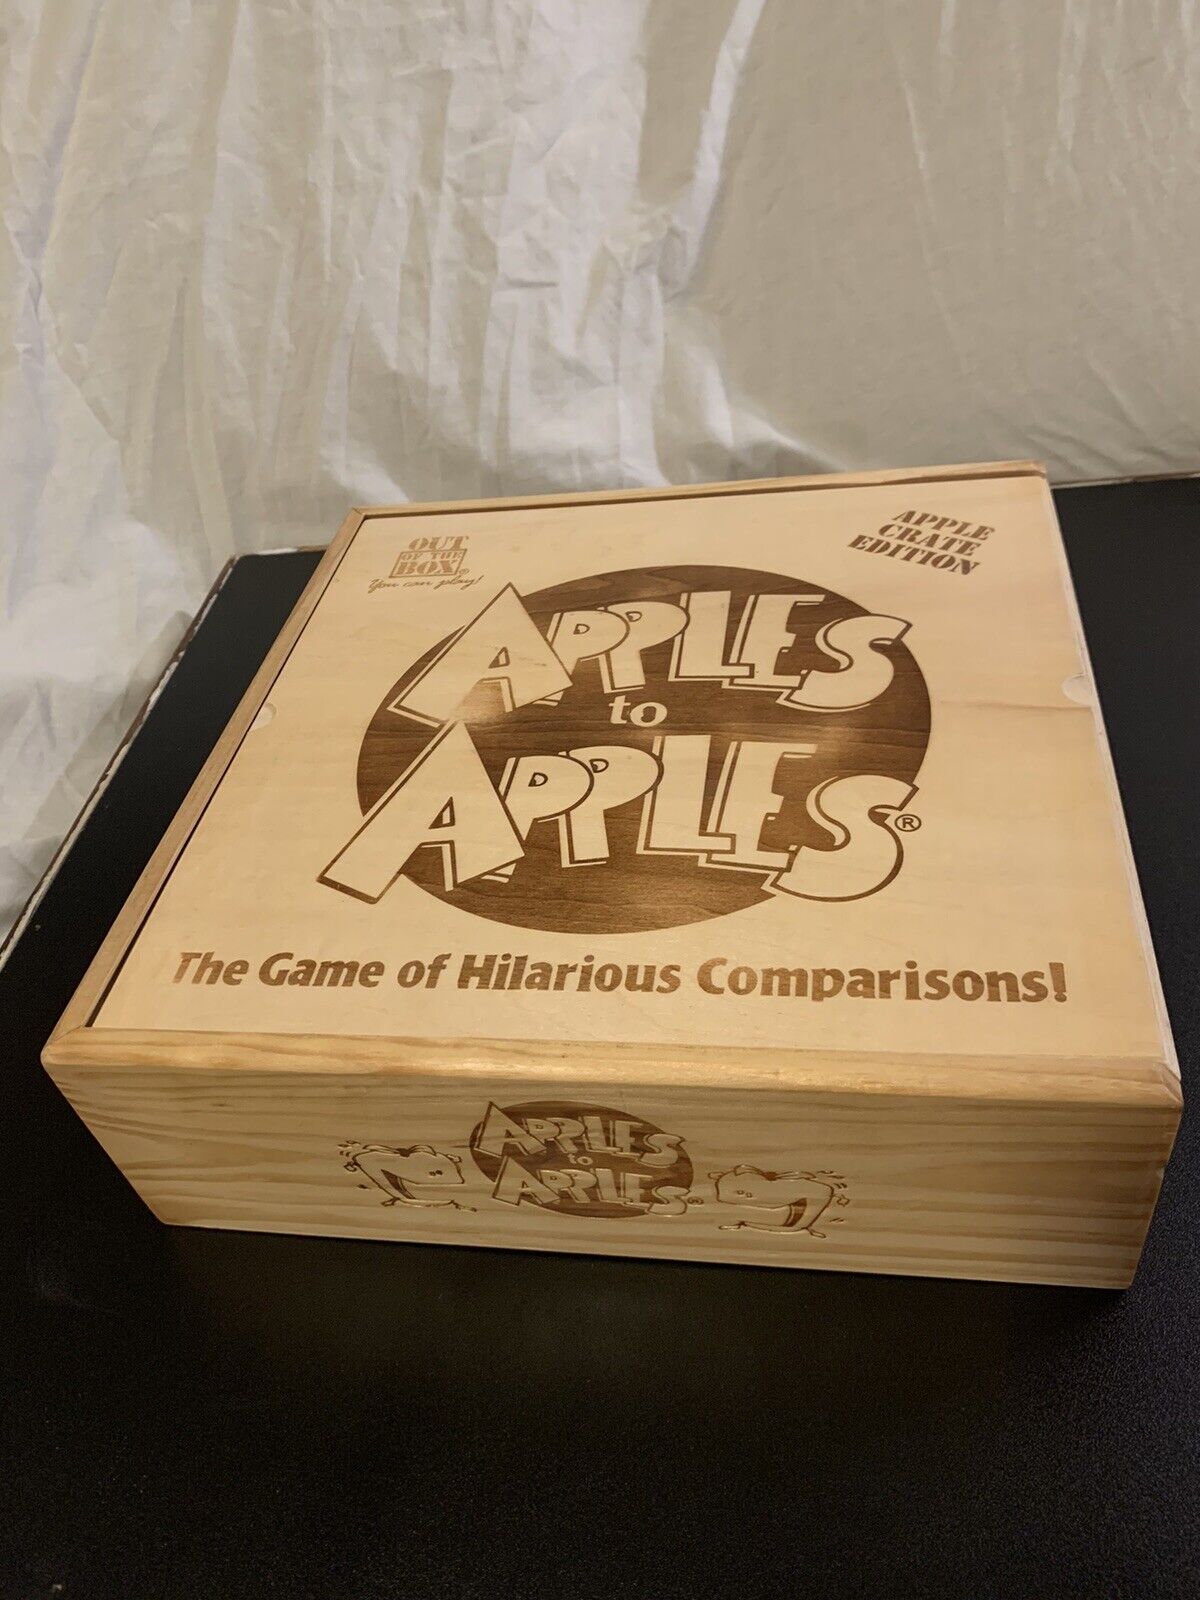 OUT
OF THE
BOX®
You can play!
APPLE
CRATE
EDITION
APPLES
to
APPLES®
The Game of Hilarious Comparisons!
APPLES
TO
APPLES®